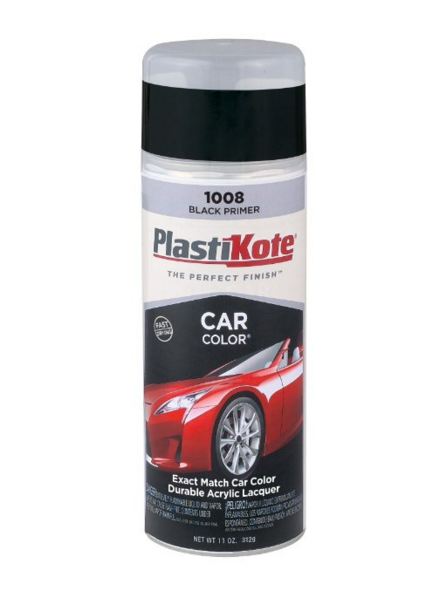 1008
BLACK PRIMER
PlastiKote®
THE PERFECT FINISH™
FAST DRYING
CAR
COLOR®
Exact Match Car Color
Durable Acrylic Lacquer
NET WT 11 OZ. 312g